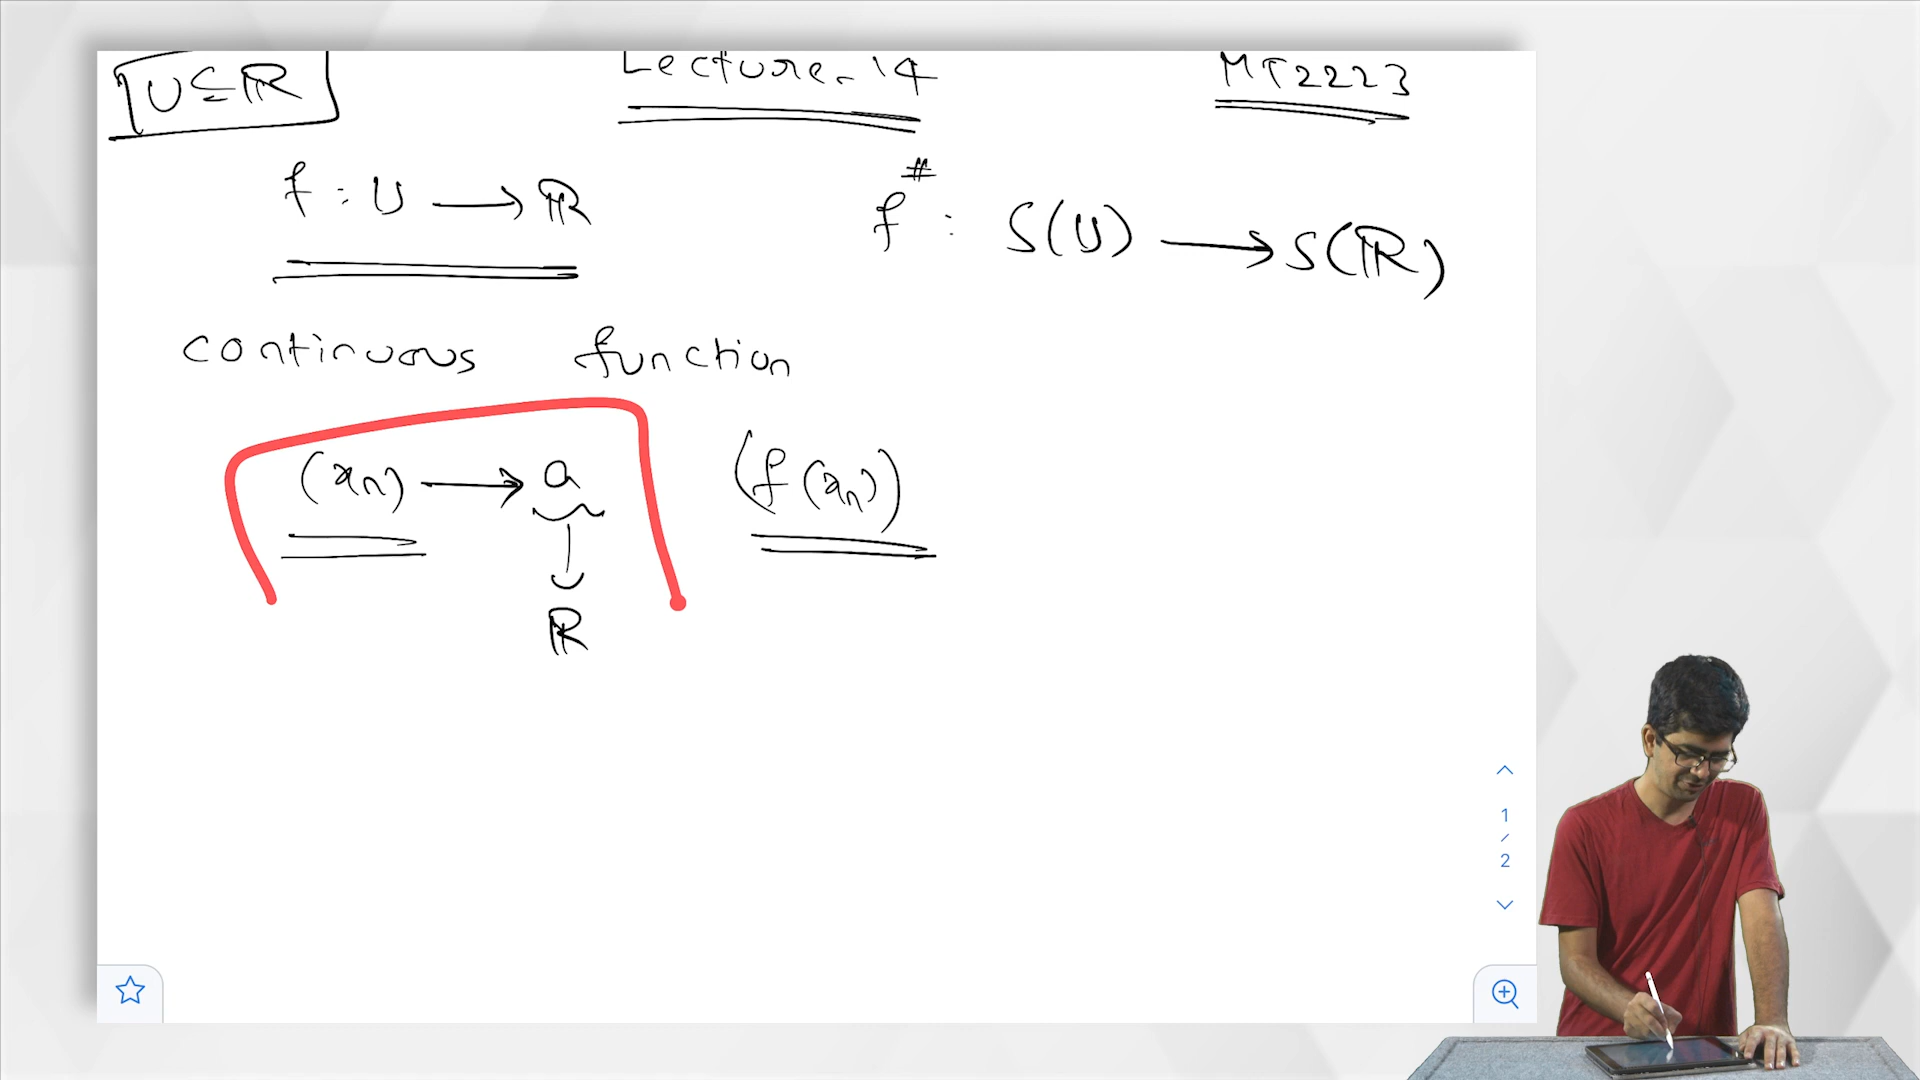 U⊆ℝ Lecture-14 MT2223
f : U → ℝ f# : S(U) → S(ℝ)
continuous function
(xₙ) → a (f(xₙ))
↓
ℝ
1
/
2